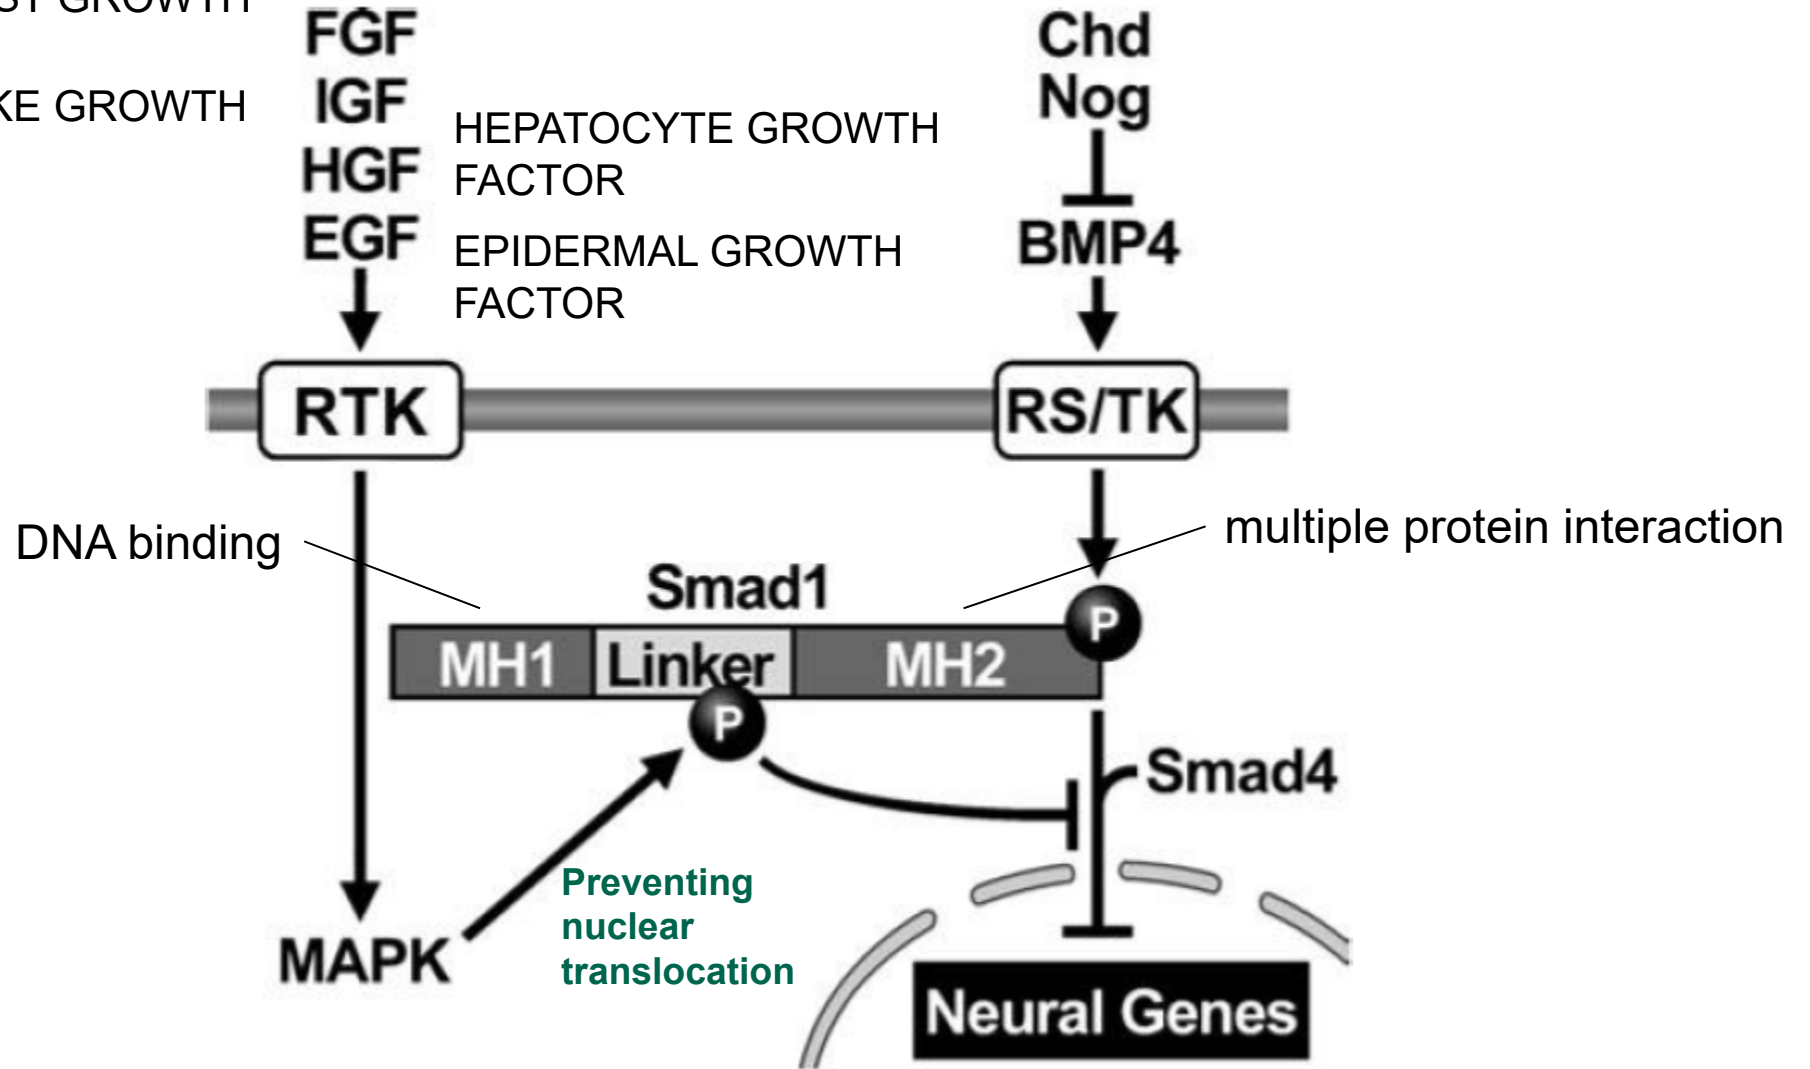 GROWTH
FGF
GROWTH
IGF
HGF
HEPATOCYTE GROWTH
FACTOR
EGF
EPIDERMAL GROWTH
FACTOR
Chd
Nog
BMP4
RTK
RS/TK
DNA binding
multiple protein interaction
Smad1
P
MH1
Linker
MH2
P
Smad4
Preventing
nuclear
translocation
MAPK
Neural Genes